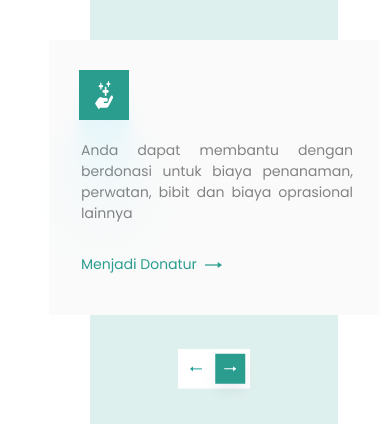 Anda dapat membantu dengan
berdonasi untuk biaya penanaman,
perwatan, bibit dan biaya oprasional
lainnya
Menjadi Donatur →